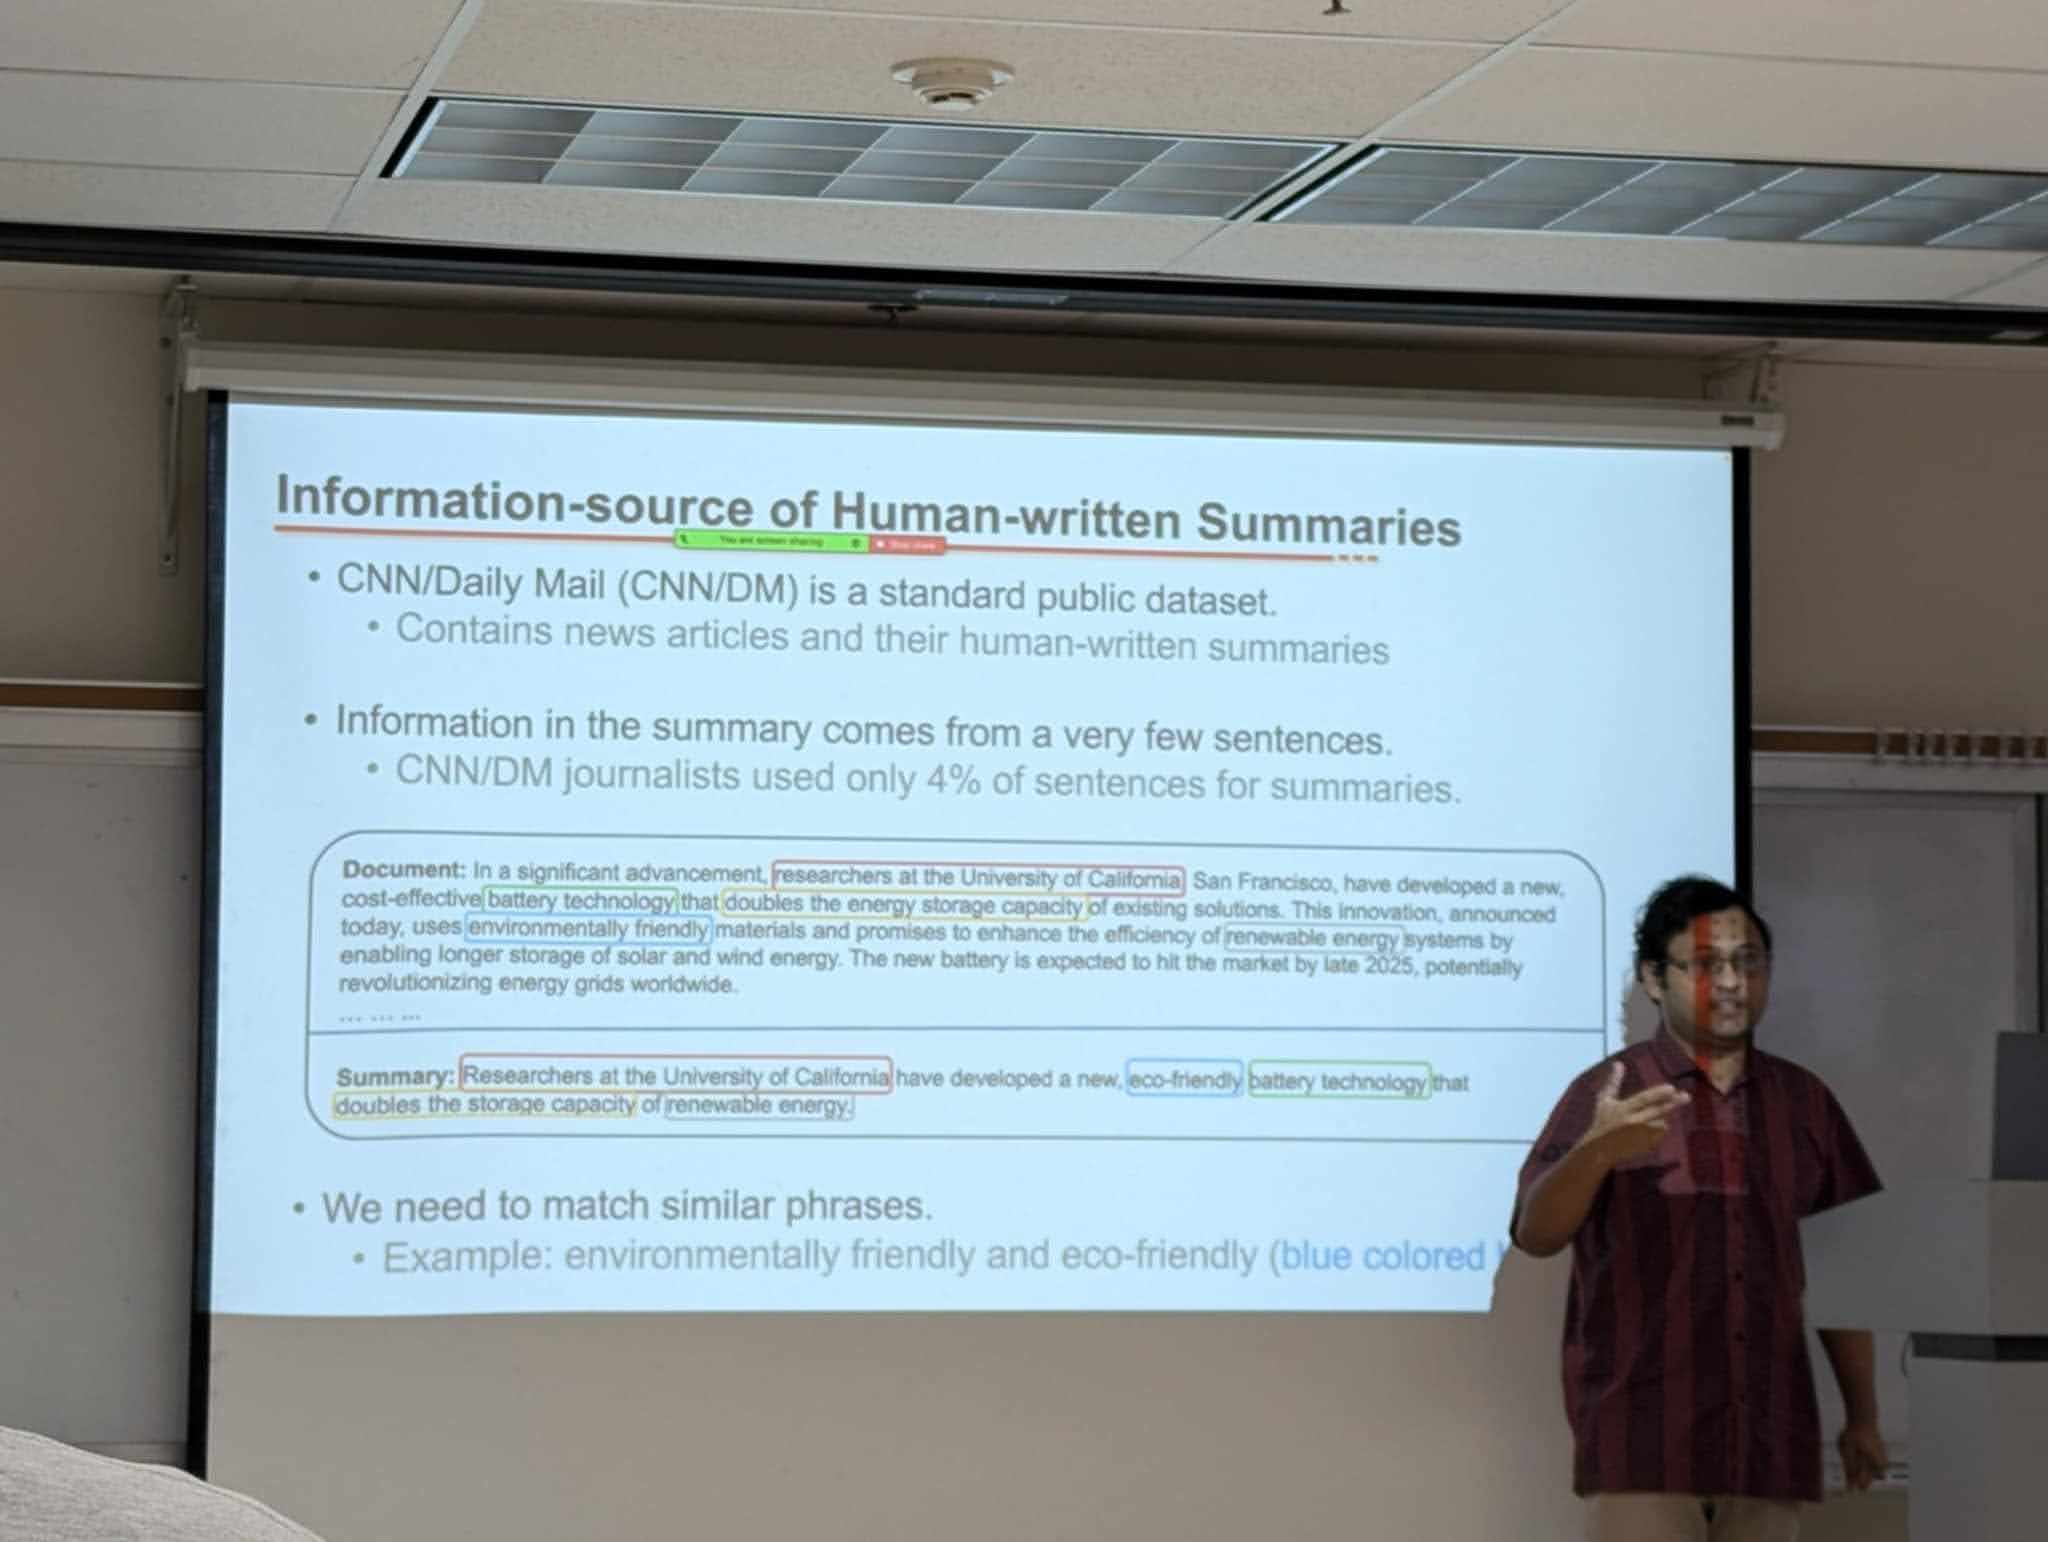 Information-source of Human-written Summaries
You are screen sharing Stop share
• CNN/Daily Mail (CNN/DM) is a standard public dataset.
• Contains news articles and their human-written summaries
• Information in the summary comes from a very few sentences.
• CNN/DM journalists used only 4% of sentences for summaries.
Document: In a significant advancement, researchers at the University of California San Francisco, have developed a new,
cost-effective battery technology that doubles the energy storage capacity of existing solutions. This innovation, announced
today, uses environmentally friendly materials and promises to enhance the efficiency of renewable energy systems by
enabling longer storage of solar and wind energy. The new battery is expected to hit the market by late 2025, potentially
revolutionizing energy grids worldwide.
... ... ...
Summary: Researchers at the University of California have developed a new, eco-friendly battery technology that
doubles the storage capacity of renewable energy.
• We need to match similar phrases.
• Example: environmentally friendly and eco-friendly (blue colored